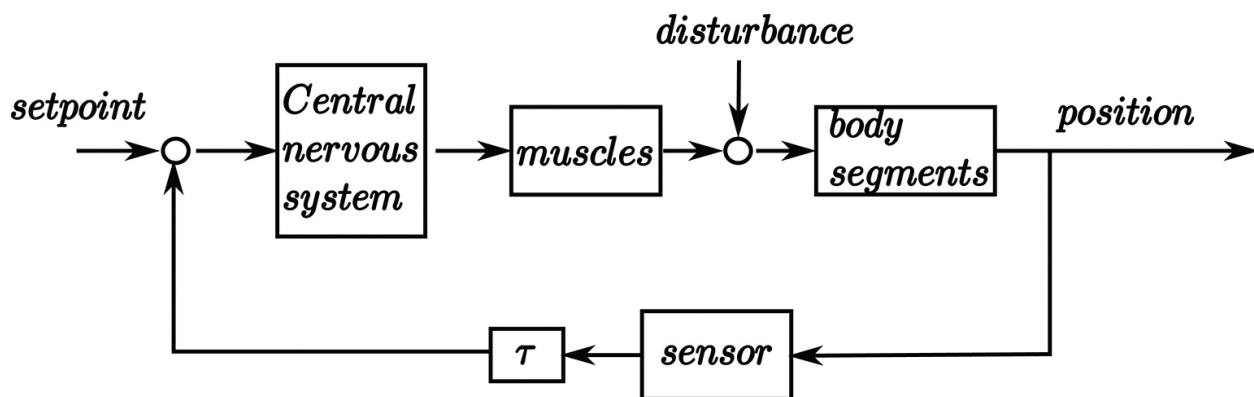 disturbance
setpoint
Central
nervous
system
muscles
body
segments
position
τ
sensor